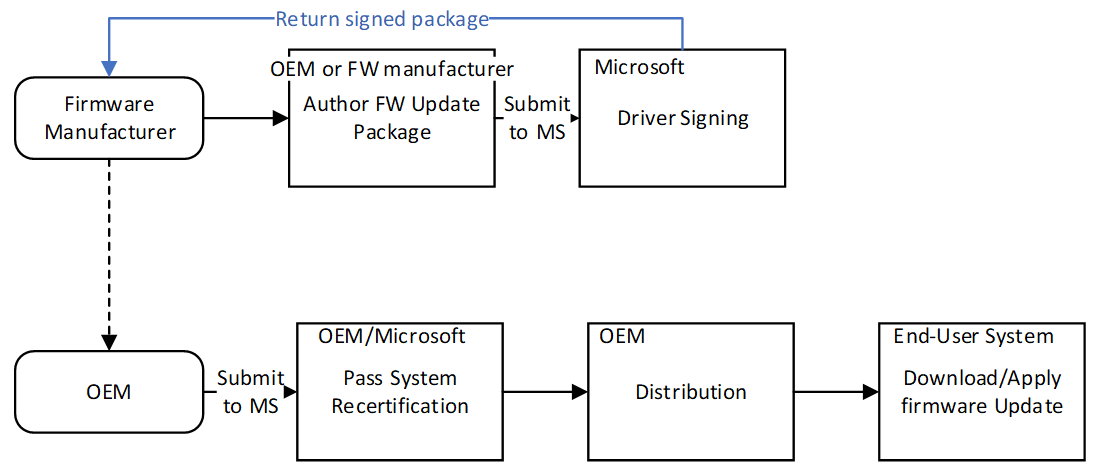 Return signed package
Firmware
Manufacturer
OEM or FW manufacturer
Author FW Update
Package
Submit
to MS
Microsoft
Driver Signing
OEM
Submit
to MS
OEM/Microsoft
Pass System
Recertification
OEM
Distribution
End-User System
Download/Apply
firmware Update